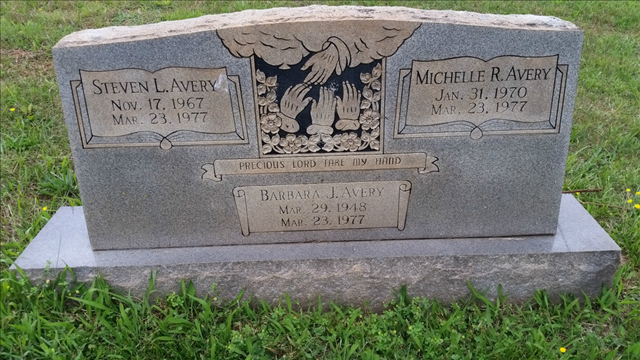 STEVEN L. AVERY
NOV. 17, 1967
MAR. 23, 1977
MICHELLE R. AVERY
JAN. 31, 1970
MAR. 23, 1977
PRECIOUS LORD TAKE MY HAND
BARBARA J. AVERY
MAR. 29, 1948
MAR. 23, 1977